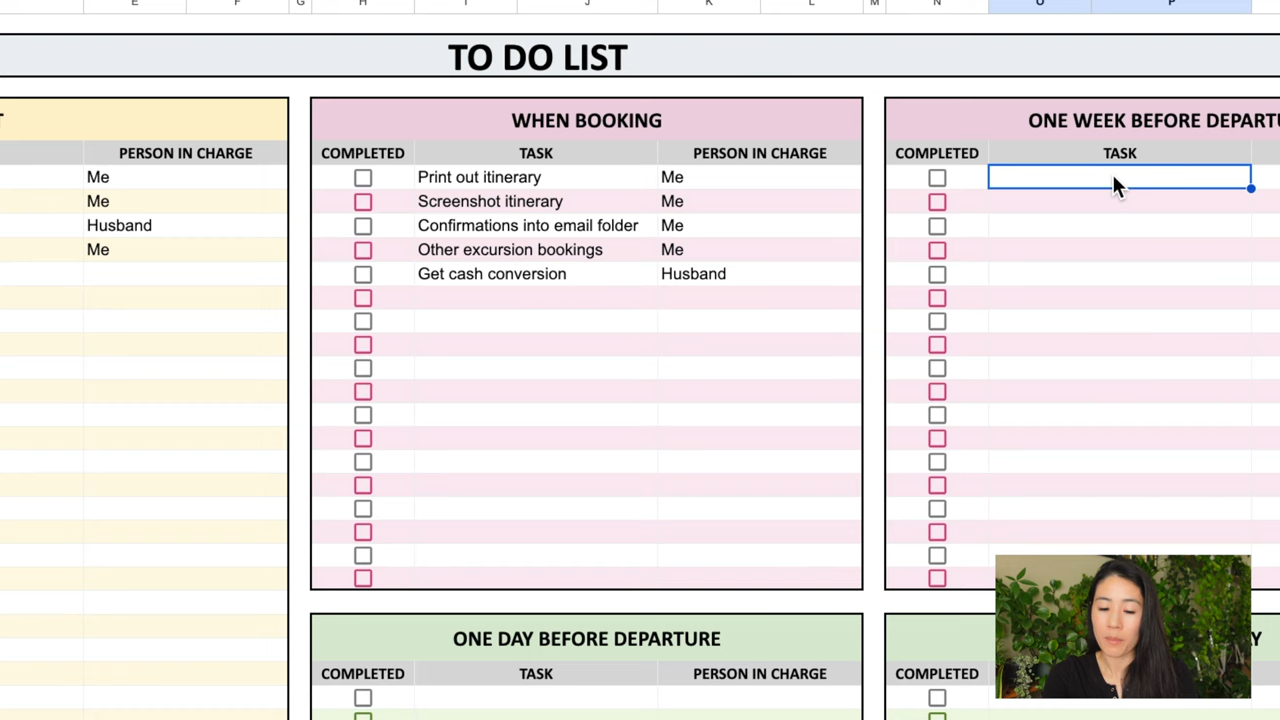 E F G H I J K L M N O P
TO DO LIST
T
PERSON IN CHARGE
Me
Me
Husband
Me
WHEN BOOKING
COMPLETED TASK PERSON IN CHARGE
Print out itinerary Me
Screenshot itinerary Me
Confirmations into email folder Me
Other excursion bookings Me
Get cash conversion Husband
ONE WEEK BEFORE DEPARTU
COMPLETED TASK
ONE DAY BEFORE DEPARTURE
COMPLETED TASK PERSON IN CHARGE
Y
COMPLETED